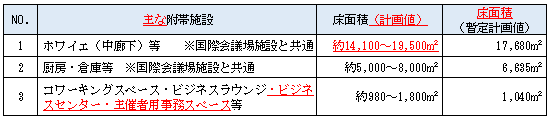 NO. 主な附帯施設 床面積（計画値） 床面積
（暫定計画値）
1 ホワイエ（中廊下）等　※国際会議場施設と共通 約14,100～19,500㎡ 17,680㎡
2 厨房・倉庫等　※国際会議場施設と共通 約5,000～8,000㎡ 6,635㎡
3 コワーキングスペース・ビジネスラウンジ・ビジネ
スセンター・主催者用事務スペース等 約980～1,800㎡ 1,040㎡